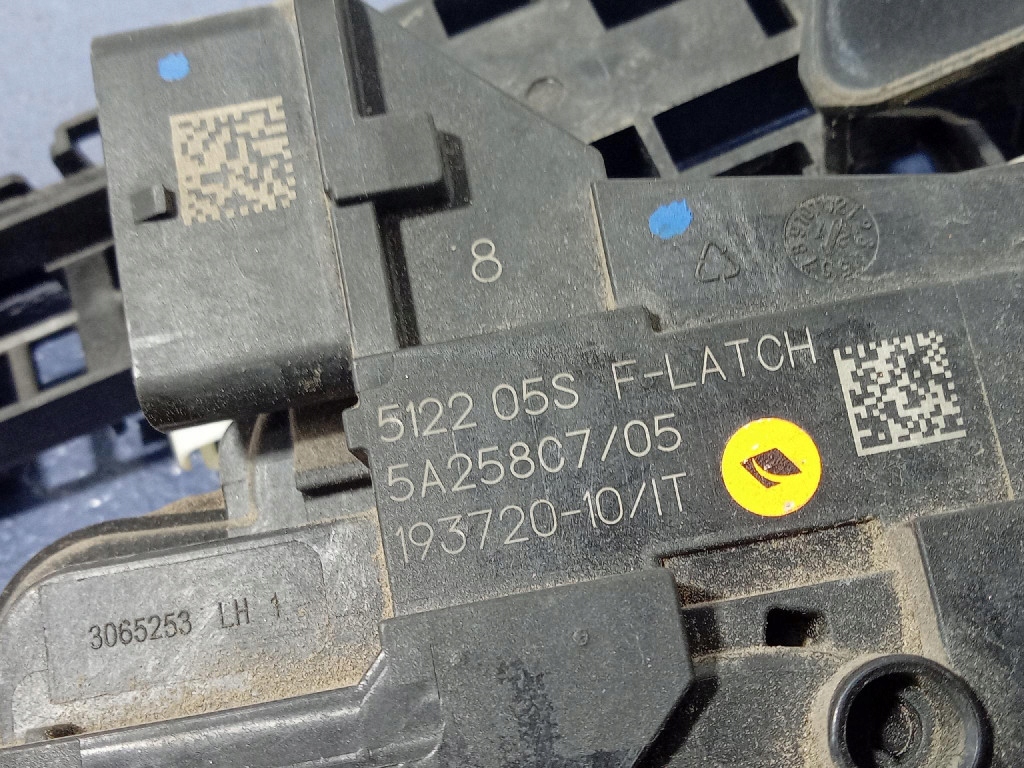 8
5122 05S F-LATCH
5A258C7/05
193720-10/IT
3065253 LH 1